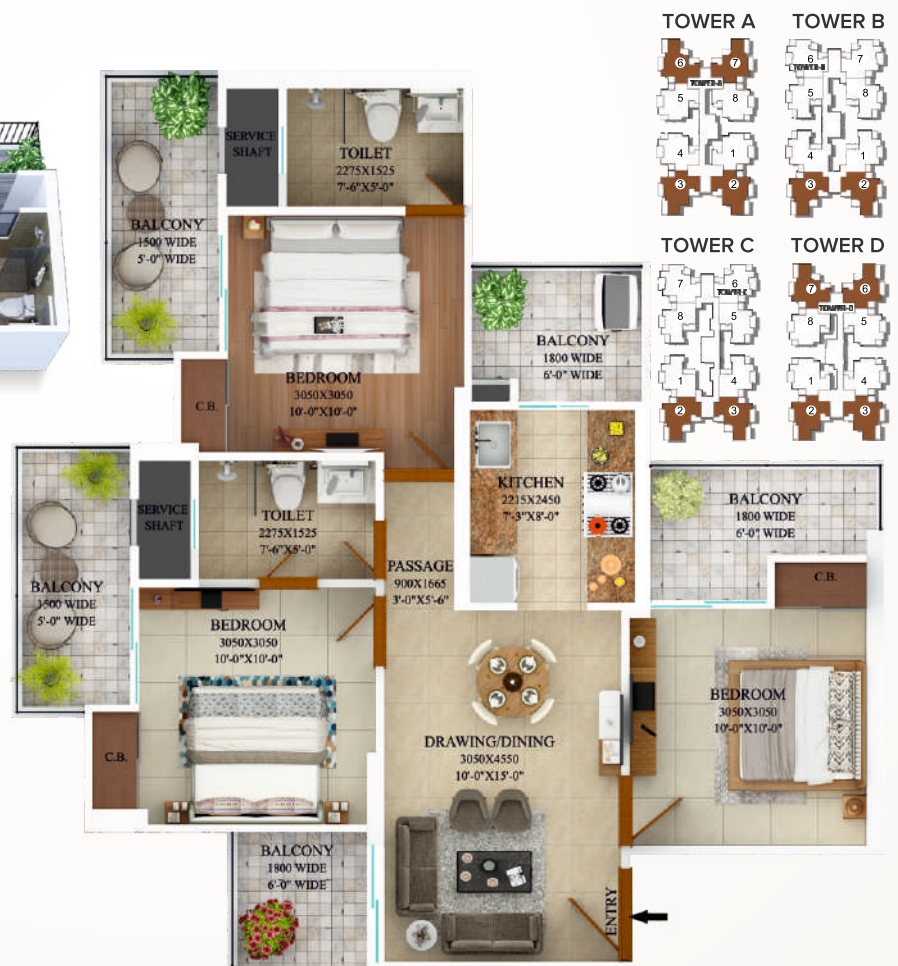 TOWER A
6
7
TOWER-A
5
8
4
1
3
2
TOWER B
6
7
5
8
4
1
3
2
TOWER C
7
6
8
5
1
4
2
3
TOWER D
7
6
8
5
1
4
2
3
SERVICE
SHAFT
TOILET
2275X1525
7'-6"X5'-0"
BALCONY
1500 WIDE
5'-0" WIDE
BEDROOM
3050X3050
10'-0"X10'-0"
C.B.
BALCONY
1800 WIDE
6'-0" WIDE
KITCHEN
2215X2450
7'-3"X8'-0"
BALCONY
1800 WIDE
6'-0" WIDE
C.B.
SERVICE
SHAFT
TOILET
2275X1525
7'-6"X5'-0"
PASSAGE
900X1665
3'-0"X5'-6"
BALCONY
1500 WIDE
5'-0" WIDE
BEDROOM
3050X3050
10'-0"X10'-0"
C.B.
BEDROOM
3050X3050
10'-0"X10'-0"
DRAWING/DINING
3050X4550
10'-0"X15'-0"
BALCONY
1800 WIDE
6'-0" WIDE
ENTRY